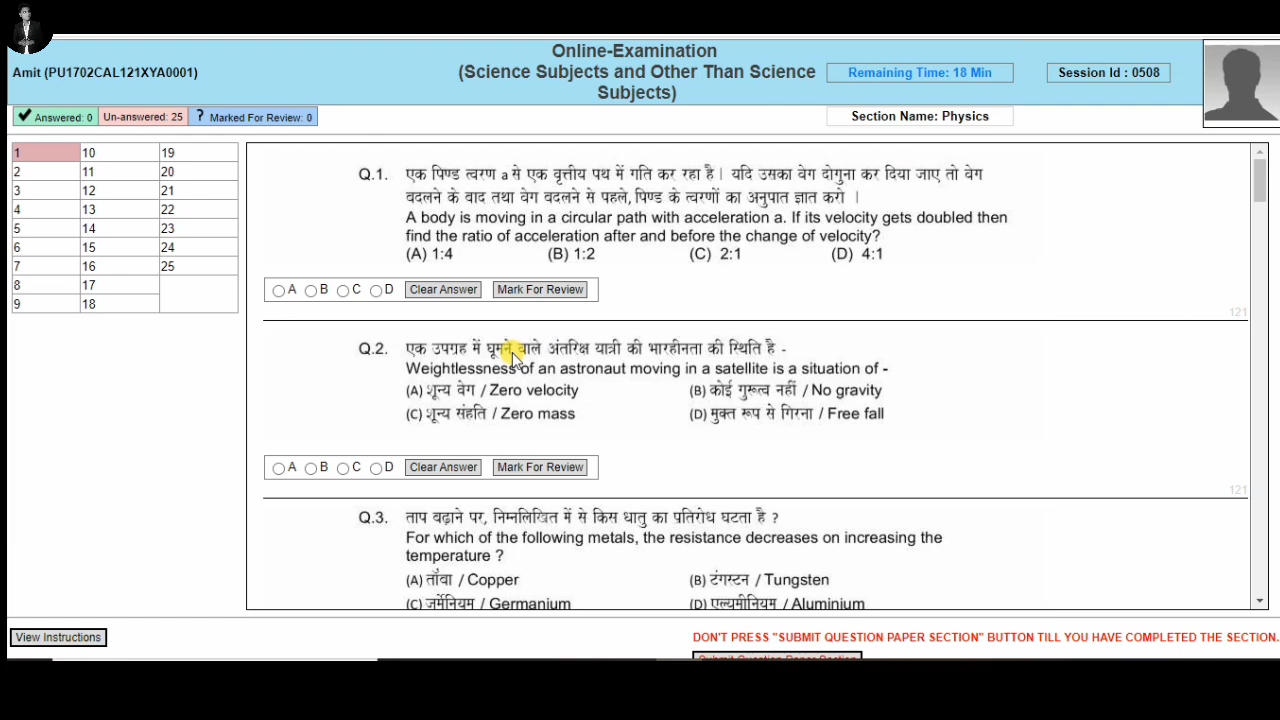 Online-Examination
(Science Subjects and Other Than Science
Subjects)
Amit (PU1702CAL121XYA0001)
Remaining Time: 18 Min
Session Id : 0508
Answered: 0
Un-answered: 25
? Marked For Review: 0
Section Name: Physics
1 10 19
2 11 20
3 12 21
4 13 22
5 14 23
6 15 24
7 16 25
8 17
9 18
Q.1. एक पिण्ड त्वरण a से एक वृत्तीय पथ में गति कर रहा है। यदि उसका वेग दोगुना कर दिया जाए तो वेग
बदलने के बाद तथा वेग बदलने से पहले, पिण्ड के त्वरणों का अनुपात ज्ञात करो ।
A body is moving in a circular path with acceleration a. If its velocity gets doubled then
find the ratio of acceleration after and before the change of velocity?
(A) 1:4 (B) 1:2 (C) 2:1 (D) 4:1
A B C D Clear Answer Mark For Review
121
Q.2. एक उपग्रह में घूमने वाले अंतरिक्ष यात्री की भारहीनता की स्थिति है -
Weightlessness of an astronaut moving in a satellite is a situation of -
(A) शून्य वेग / Zero velocity (B) कोई गुरूत्व नहीं / No gravity
(C) शून्य संहति / Zero mass (D) मुक्त रूप से गिरना / Free fall
A B C D Clear Answer Mark For Review
121
Q.3. ताप बढ़ाने पर, निम्नलिखित में से किस धातु का प्रतिरोध घटता है ?
For which of the following metals, the resistance decreases on increasing the
temperature ?
(A) ताँवा / Copper (B) टंगस्टन / Tungsten
(C) जर्मेनियम / Germanium (D) एल्यूमीनियम / Aluminium
View Instructions
DON'T PRESS "SUBMIT QUESTION PAPER SECTION" BUTTON TILL YOU HAVE COMPLETED THE SECTION.
Submit Question Paper Section